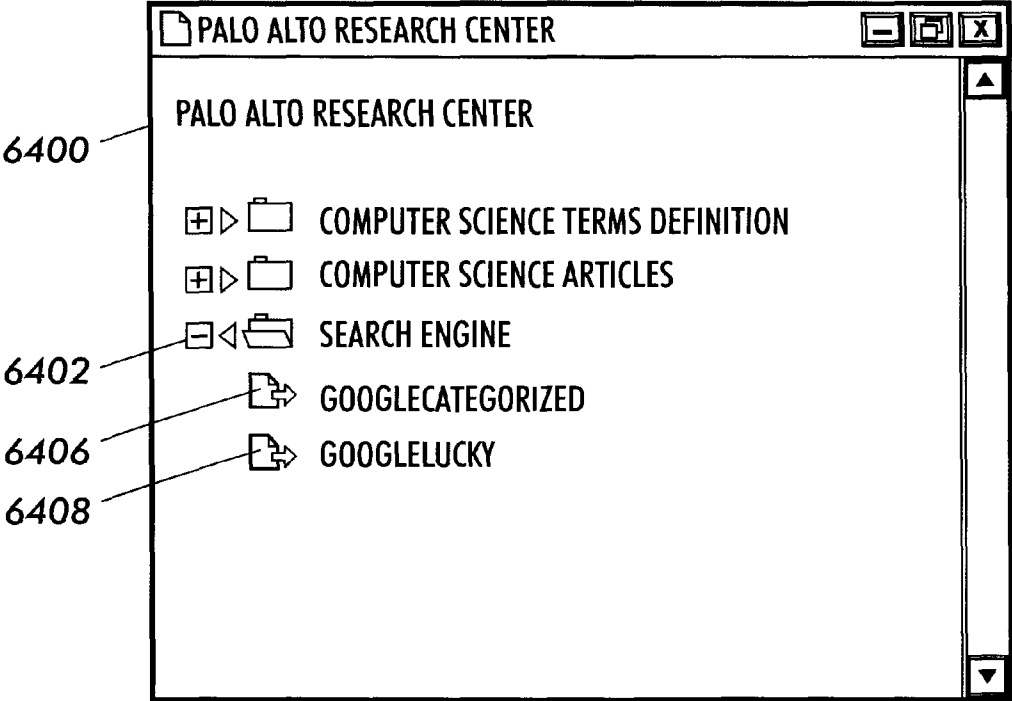 PALO ALTO RESEARCH CENTER
X
PALO ALTO RESEARCH CENTER
6400
COMPUTER SCIENCE TERMS DEFINITION
COMPUTER SCIENCE ARTICLES
SEARCH ENGINE
6402
GOOGLECATEGORIZED
6406
GOOGLELUCKY
6408